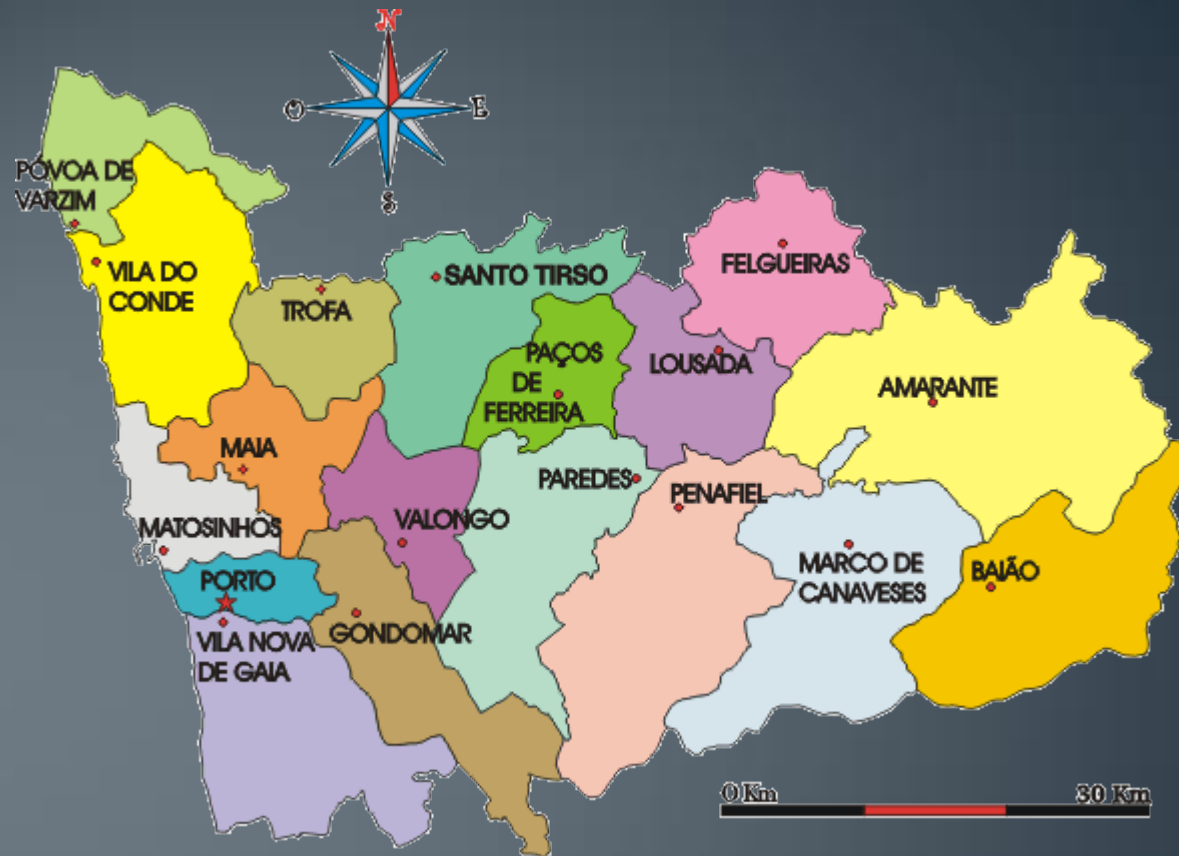 N
O
E
S
PÓVOA DE
VARZIM
VILA DO
CONDE
TROFA
SANTO TIRSO
FELGUEIRAS
PAÇOS
DE
FERREIRA
LOUSADA
AMARANTE
MAIA
PAREDES
PENAFIEL
MATOSINHOS
VALONGO
MARCO DE
CANAVESES
BAIÃO
PORTO
VILA NOVA
DE GAIA
GONDOMAR
0 Km
30 Km